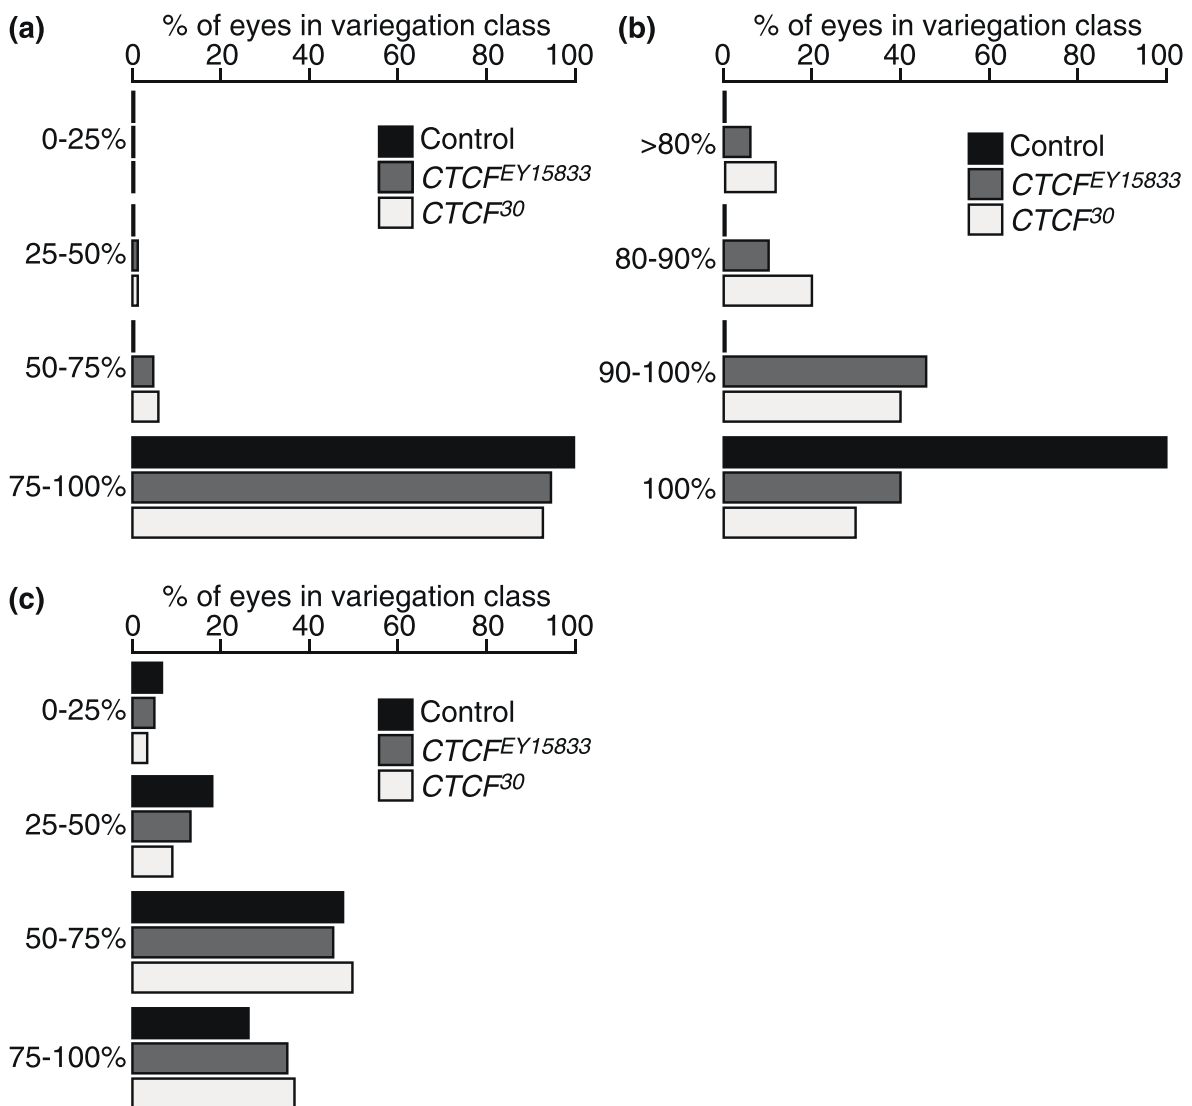 (a) % of eyes in variegation class
0 20 40 60 80 100
0-25%
25-50%
50-75%
75-100%
Control
CTCF^EY15833
CTCF^30
(b) % of eyes in variegation class
0 20 40 60 80 100
>80%
80-90%
90-100%
100%
Control
CTCF^EY15833
CTCF^30
(c) % of eyes in variegation class
0 20 40 60 80 100
0-25%
25-50%
50-75%
75-100%
Control
CTCF^EY15833
CTCF^30